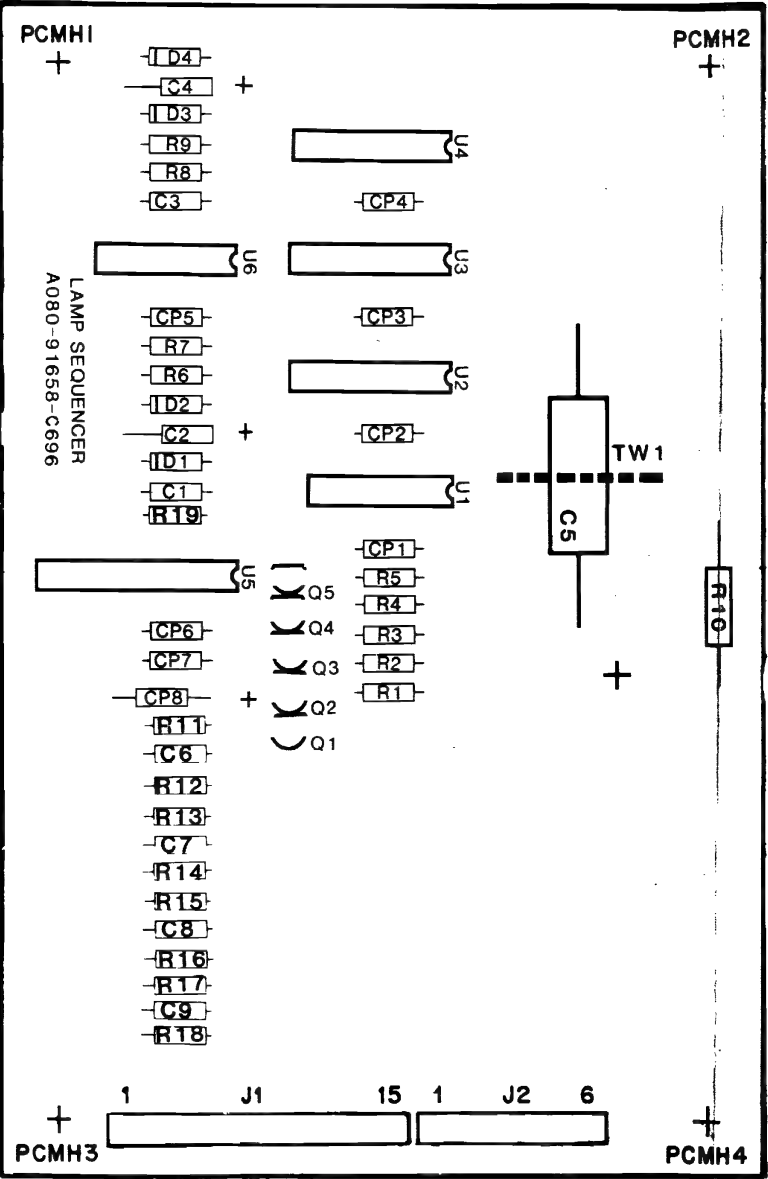 PCMH1
PCMH2
D4
C4 +
D3
R9
R8
C3
U4
CP4
U6
U3
LAMP SEQUENCER
A080-91658-C696
CP5
R7
R6
D2
C2 +
D1
C1
R19
CP3
U2
CP2
U1
TW1
C5
CP1
R5
R4
R3
R2
R1
U5
Q5
Q4
Q3
Q2
Q1
R10
+
CP6
CP7
CP8 +
R11
C6
R12
R13
C7
R14
R15
C8
R16
R17
C9
R18
1 J1 15
1 J2 6
PCMH3
PCMH4